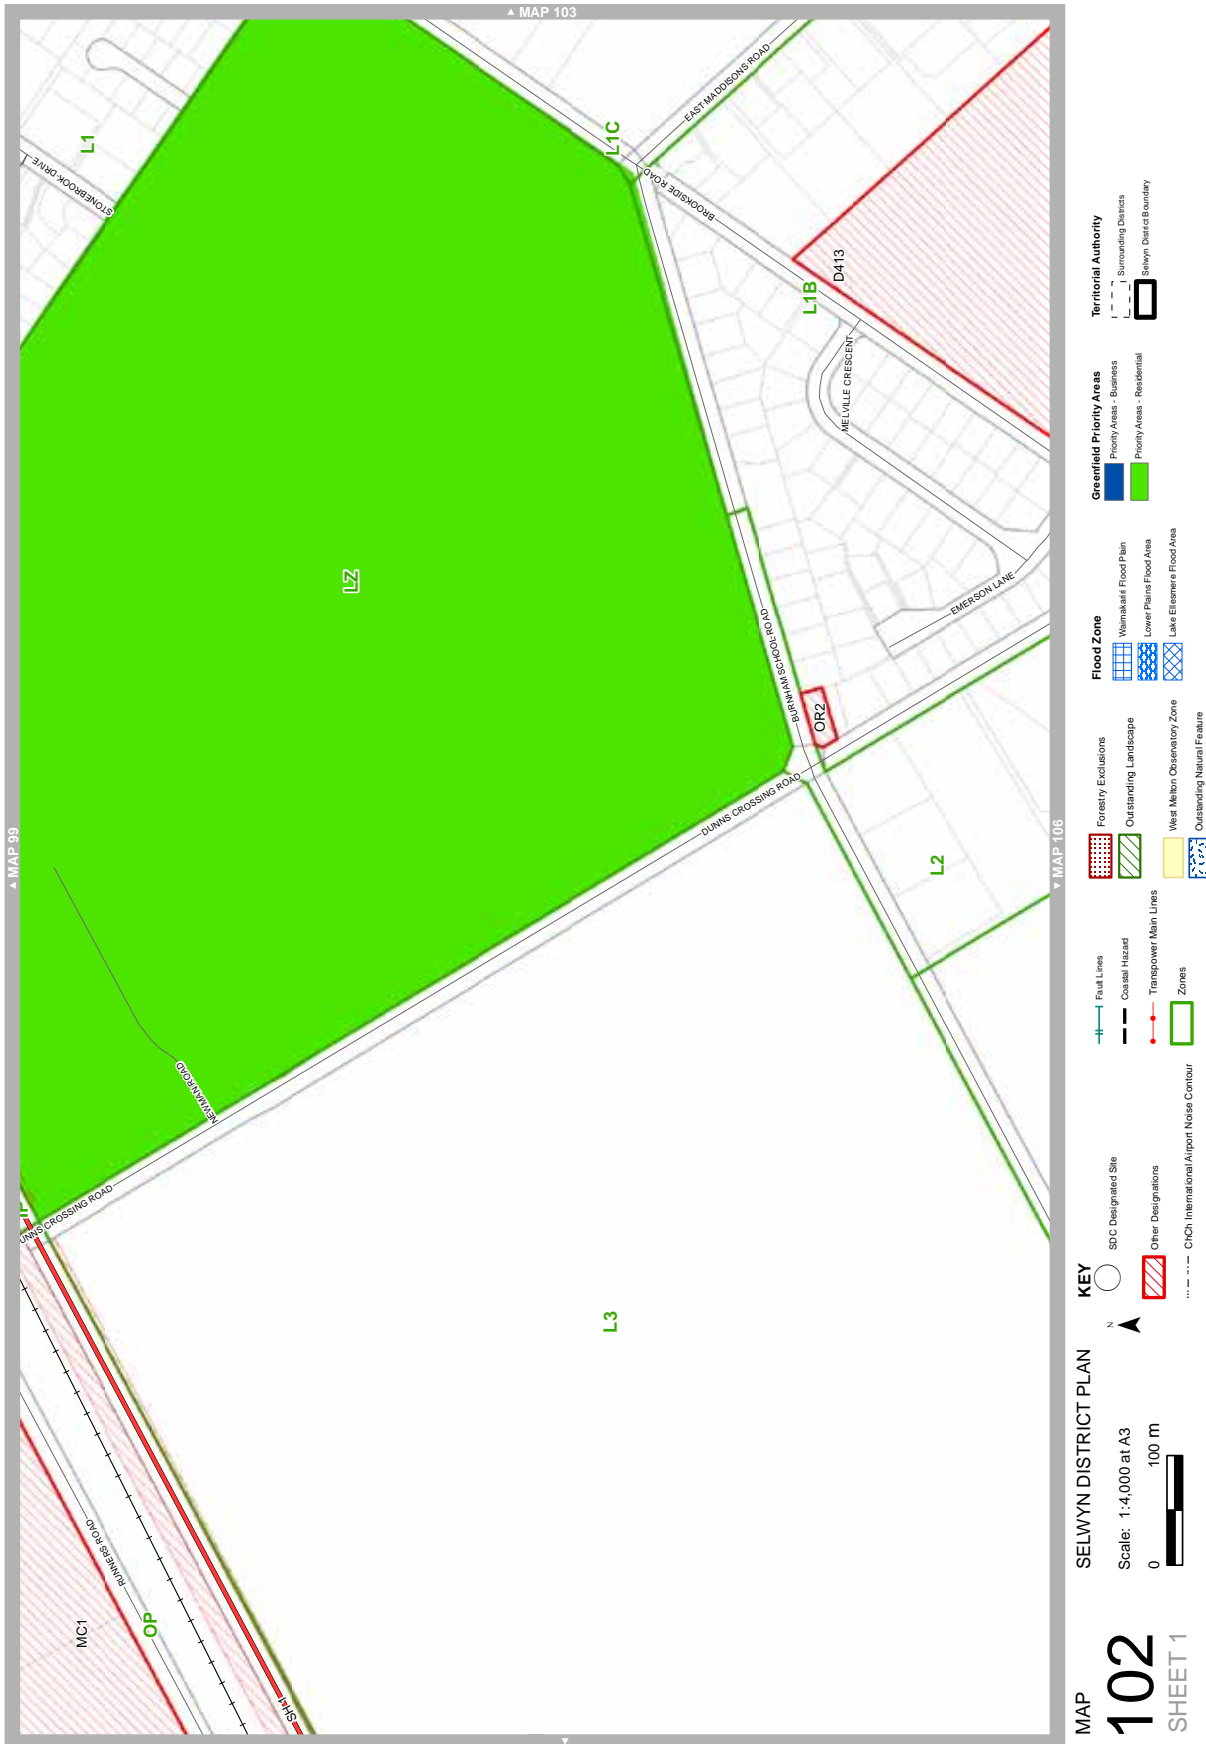 ▲ MAP 103
▲ MAP 99
▼ MAP 106
L1
STONEBROOK DRIVE
L1C
EAST MADDISONS ROAD
BROOKSIDE ROAD
D413
L1B
MELVILLE CRESCENT
LZ
EMERSON LANE
BURNHAM SCHOOL ROAD
OR2
DUNNS CROSSING ROAD
L2
NEWMAN ROAD
UNNS CROSSING ROAD
L3
RUNNERS ROAD
MC1
OP
SH 1
MAP
102
SHEET 1
SELWYN DISTRICT PLAN
Scale: 1:4,000 at A3
0 100 m
N
KEY
SDC Designated Site
Other Designations
ChCh International Airport Noise Contour
Fault Lines
Coastal Hazard
Transpower Main Lines
Zones
Forestry Exclusions
Outstanding Landscape
West Melton Observatory Zone
Outstanding Natural Feature
Flood Zone
Waimakariri Flood Plain
Lower Plains Flood Area
Lake Ellesmere Flood Area
Greenfield Priority Areas
Priority Areas - Business
Priority Areas - Residential
Territorial Authority
Surrounding Districts
Selwyn District Boundary